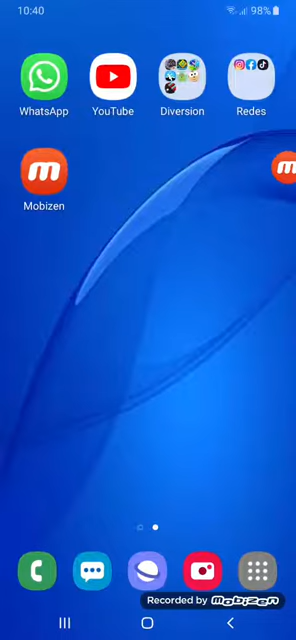 10:40
98%
WhatsApp
YouTube
Diversion
Redes
Mobizen
Recorded by mobizen